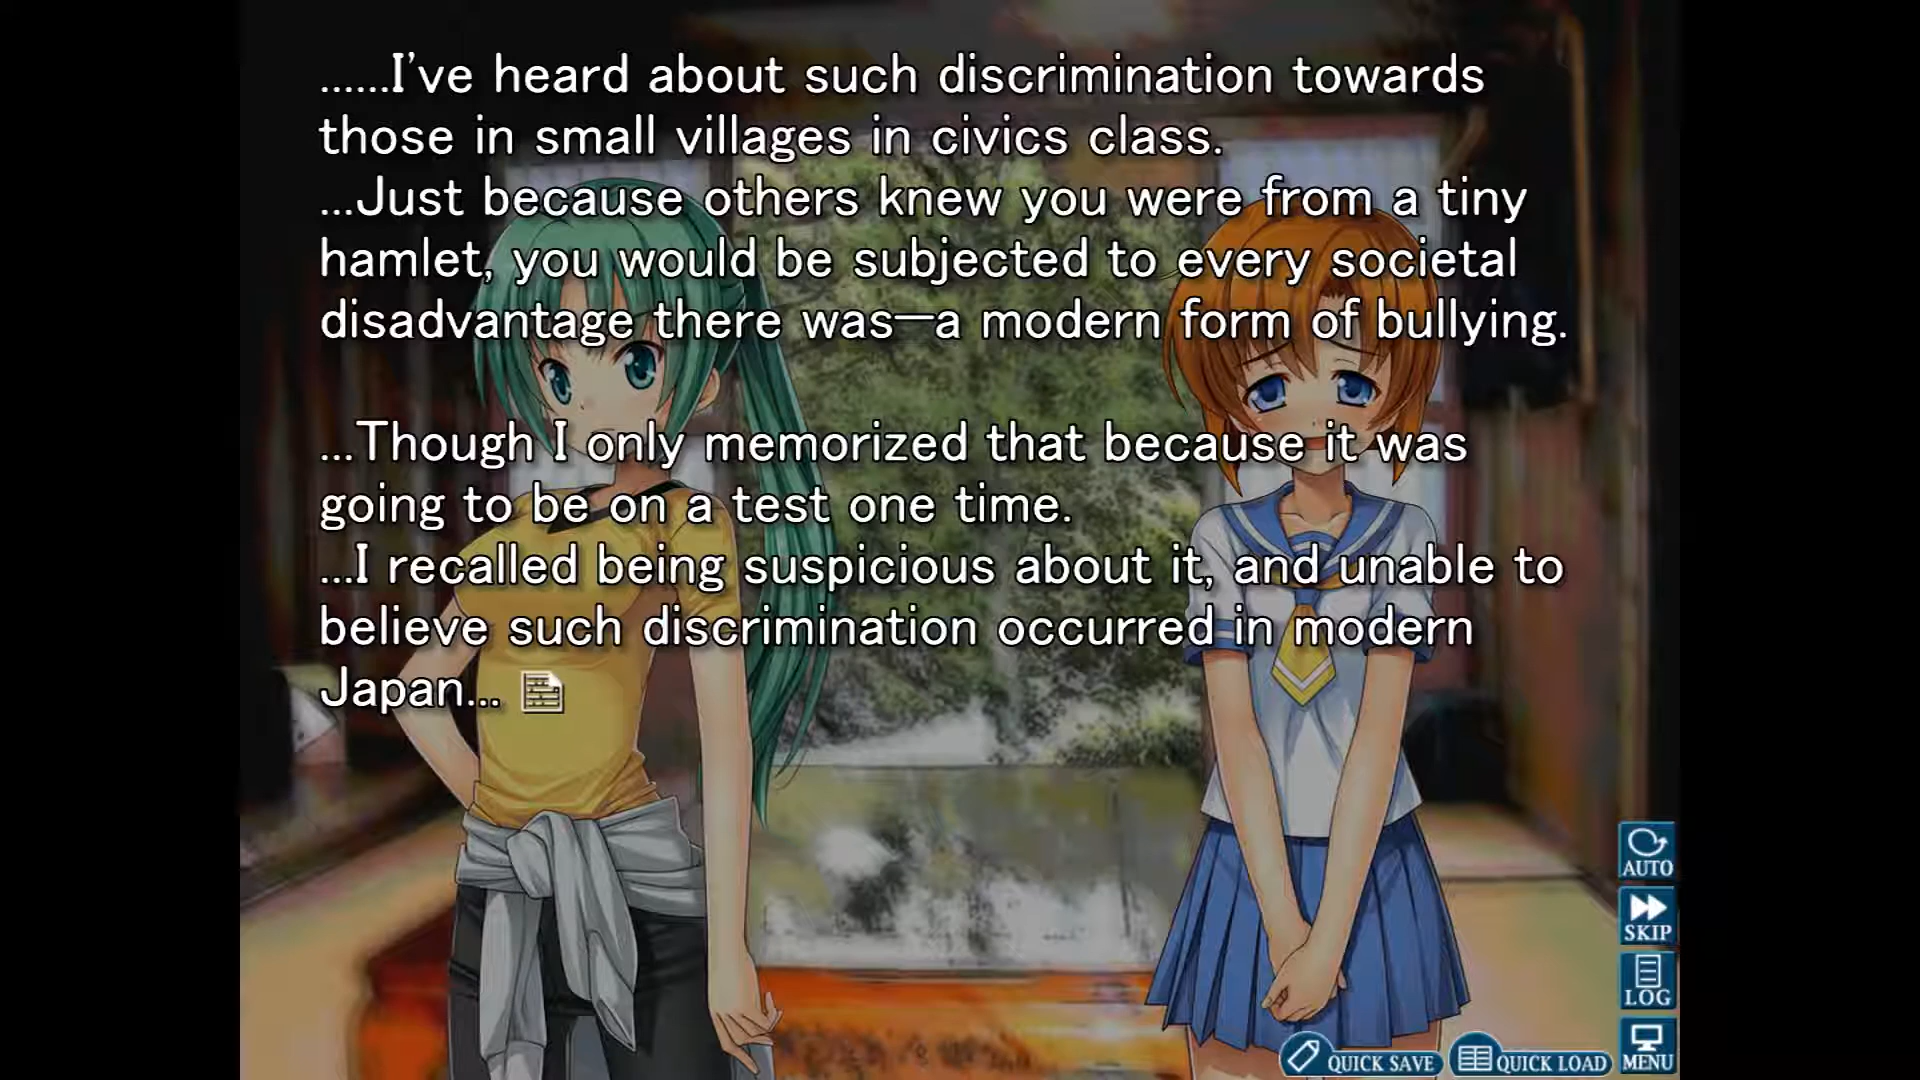 ......I've heard about such discrimination towards
those in small villages in civics class.
...Just because others knew you were from a tiny
hamlet, you would be subjected to every societal
disadvantage there was—a modern form of bullying.
...Though I only memorized that because it was
going to be on a test one time.
...I recalled being suspicious about it, and unable to
believe such discrimination occurred in modern
Japan...
AUTO
SKIP
LOG
MENU
QUICK SAVE
QUICK LOAD